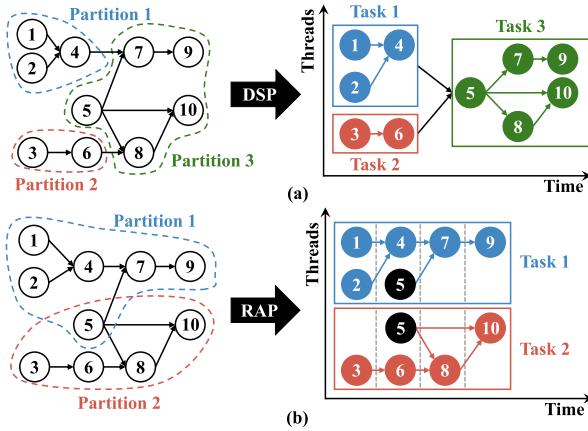 Partition 1
1
2
4
7
9
5
10
3
6
8
Partition 2
Partition 3
DSP
Threads
Task 1
1
4
2
3
6
Task 2
Task 3
7
9
5
10
8
Time
(a)
Partition 1
1
2
4
7
9
5
10
3
6
8
Partition 2
RAP
Threads
1
4
7
9
2
5
Task 1
5
10
3
6
8
Task 2
Time
(b)